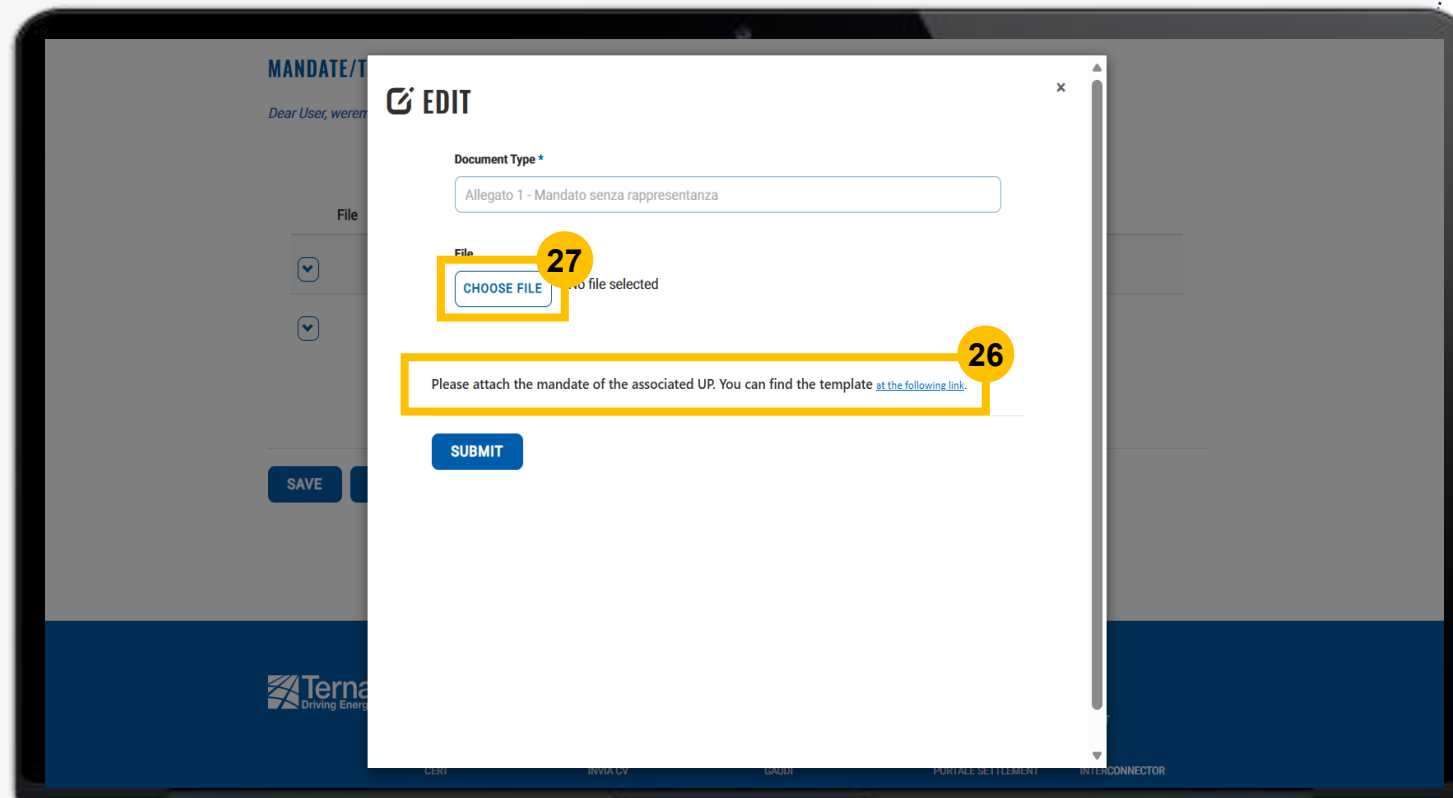 MANDATE/T
EDIT
×
Dear User, werem
Document Type *
Allegato 1 - Mandato senza rappresentanza
File
File
27
CHOOSE FILE
No file selected
26
Please attach the mandate of the associated UP. You can find the template at the following link.
SUBMIT
SAVE
Terna
Driving Energ
CERT
INVIA CV
GAUDI
PORTALE SETTLEMENT
INTERCONNECTOR